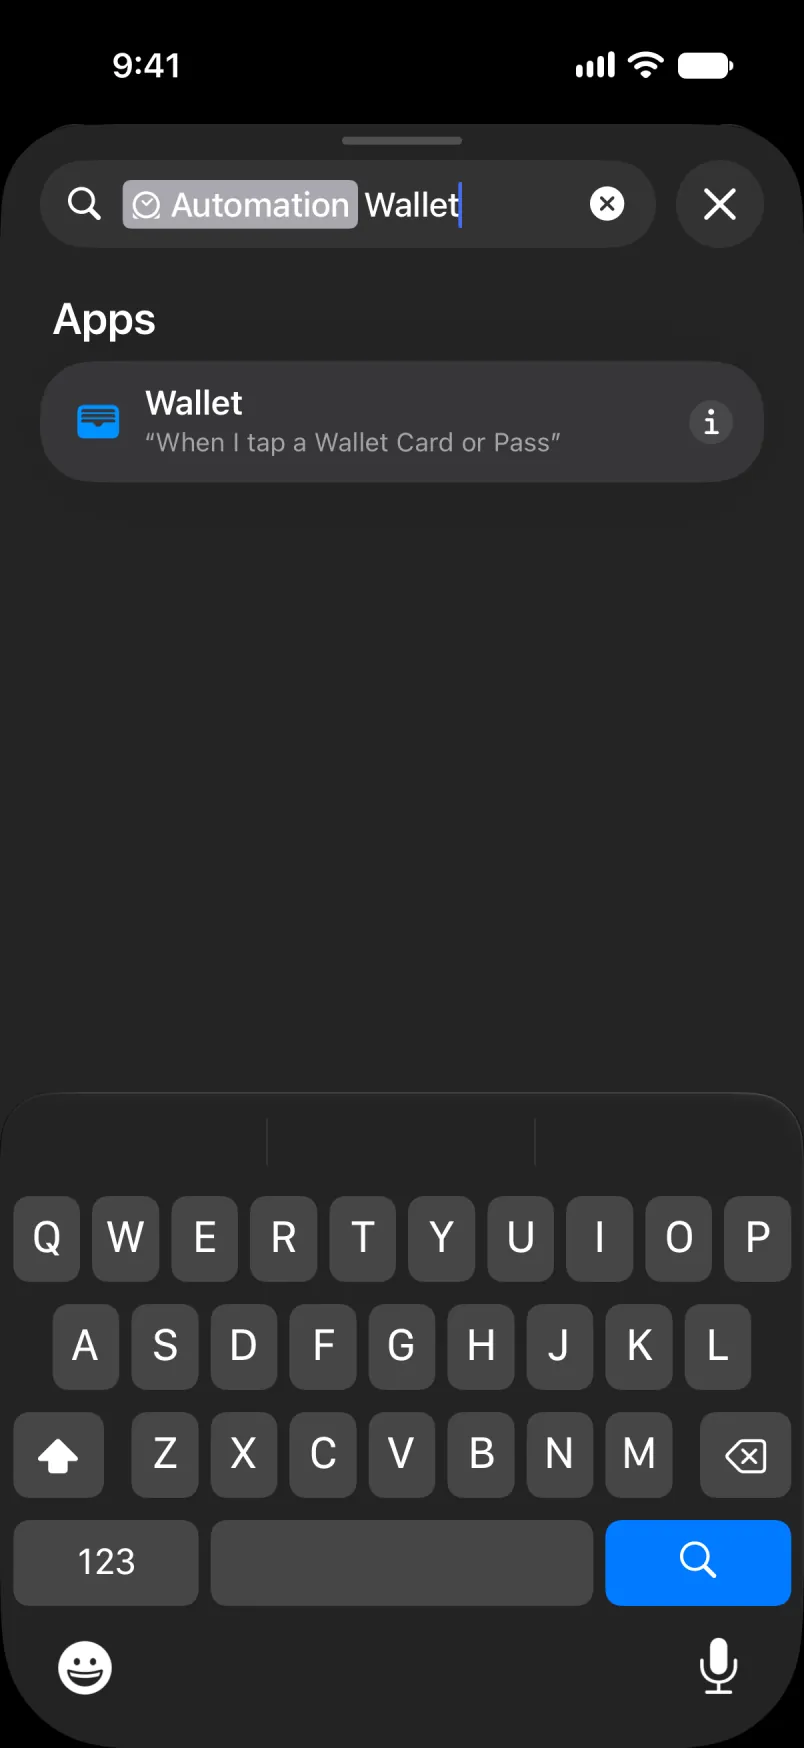 9:41
Automation Wallet
Apps
Wallet
“When I tap a Wallet Card or Pass”
Q W E R T Y U I O P
A S D F G H J K L
Z X C V B N M
123